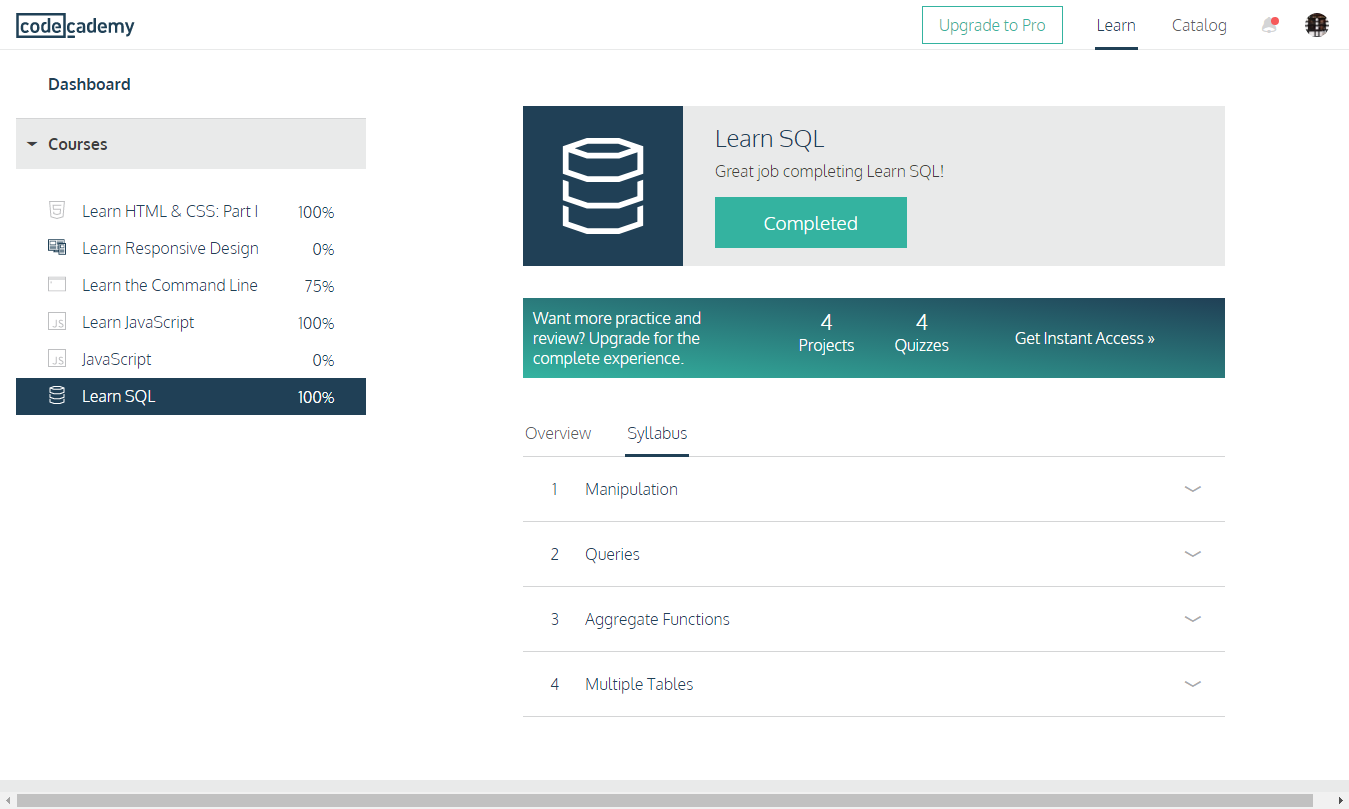 codecademy
Upgrade to Pro
Learn
Catalog
Dashboard
Courses
Learn HTML & CSS: Part I 100%
Learn Responsive Design 0%
Learn the Command Line 75%
JS Learn JavaScript 100%
JS JavaScript 0%
Learn SQL 100%
Learn SQL
Great job completing Learn SQL!
Completed
Want more practice and
review? Upgrade for the
complete experience.
4
Projects
4
Quizzes
Get Instant Access »
Overview
Syllabus
1 Manipulation
2 Queries
3 Aggregate Functions
4 Multiple Tables